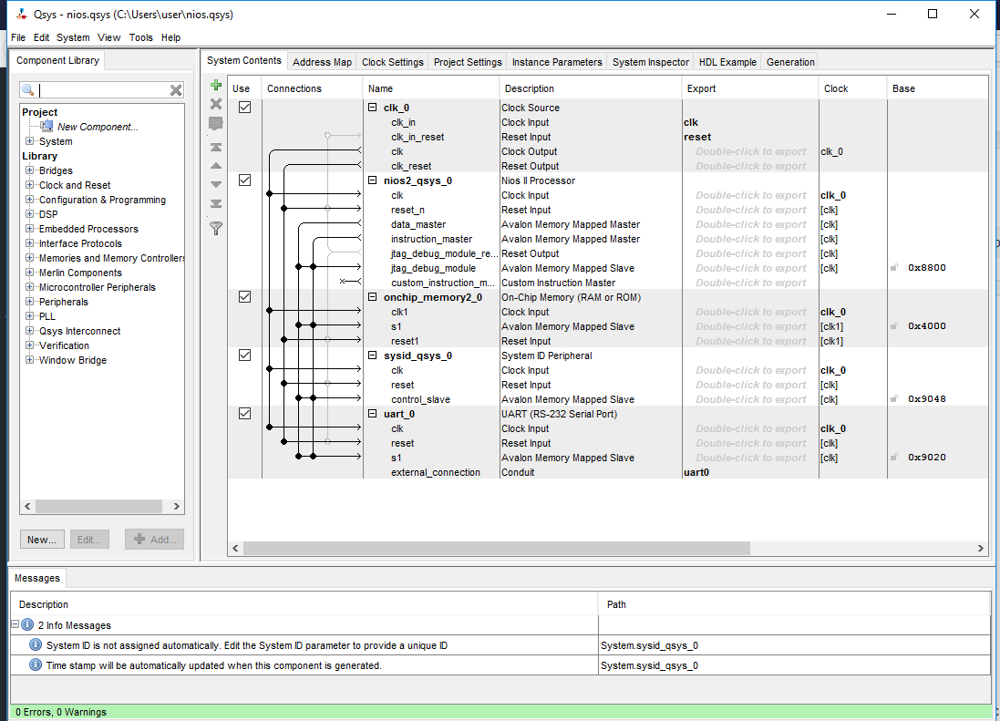 Qsys - nios.qsys (C:\Users\user\nios.qsys)
File Edit System View Tools Help
Component Library
Project
New Component...
System
Library
Bridges
Clock and Reset
Configuration & Programming
DSP
Embedded Processors
Interface Protocols
Memories and Memory Controllers
Merlin Components
Microcontroller Peripherals
Peripherals
PLL
Qsys Interconnect
Verification
Window Bridge
New... Edit... Add...
System Contents Address Map Clock Settings Project Settings Instance Parameters System Inspector HDL Example Generation
Use Connections Name Description Export Clock Base
clk_0 Clock Source
clk_in Clock Input clk
clk_in_reset Reset Input reset
clk Clock Output Double-click to export clk_0
clk_reset Reset Output Double-click to export
nios2_qsys_0 Nios II Processor
clk Clock Input Double-click to export clk_0
reset_n Reset Input Double-click to export [clk]
data_master Avalon Memory Mapped Master Double-click to export [clk]
instruction_master Avalon Memory Mapped Master Double-click to export [clk]
jtag_debug_module_re... Reset Output Double-click to export [clk]
jtag_debug_module Avalon Memory Mapped Slave Double-click to export [clk] 0x8800
custom_instruction_m... Custom Instruction Master Double-click to export
onchip_memory2_0 On-Chip Memory (RAM or ROM)
clk1 Clock Input Double-click to export clk_0
s1 Avalon Memory Mapped Slave Double-click to export [clk1] 0x4000
reset1 Reset Input Double-click to export [clk1]
sysid_qsys_0 System ID Peripheral
clk Clock Input Double-click to export clk_0
reset Reset Input Double-click to export [clk]
control_slave Avalon Memory Mapped Slave Double-click to export [clk] 0x9048
uart_0 UART (RS-232 Serial Port)
clk Clock Input Double-click to export clk_0
reset Reset Input Double-click to export [clk]
s1 Avalon Memory Mapped Slave Double-click to export [clk] 0x9020
external_connection Conduit uart0
Messages
Description Path
2 Info Messages
System ID is not assigned automatically. Edit the System ID parameter to provide a unique ID System.sysid_qsys_0
Time stamp will be automatically updated when this component is generated. System.sysid_qsys_0
0 Errors, 0 Warnings